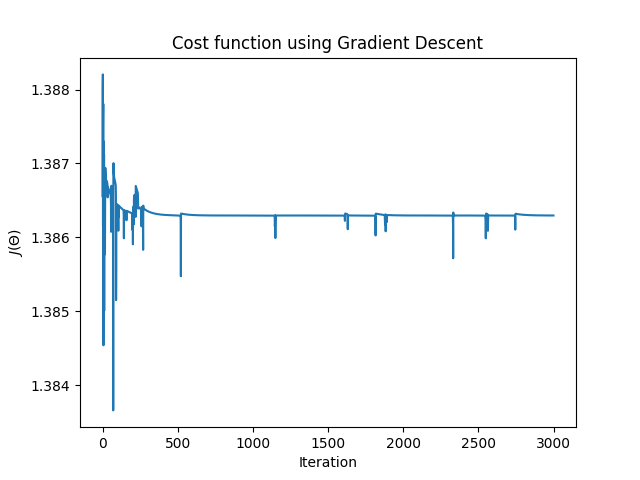 Cost function using Gradient Descent
1.388
1.387
1.386
1.385
1.384
J(Θ)
0 500 1000 1500 2000 2500 3000
Iteration